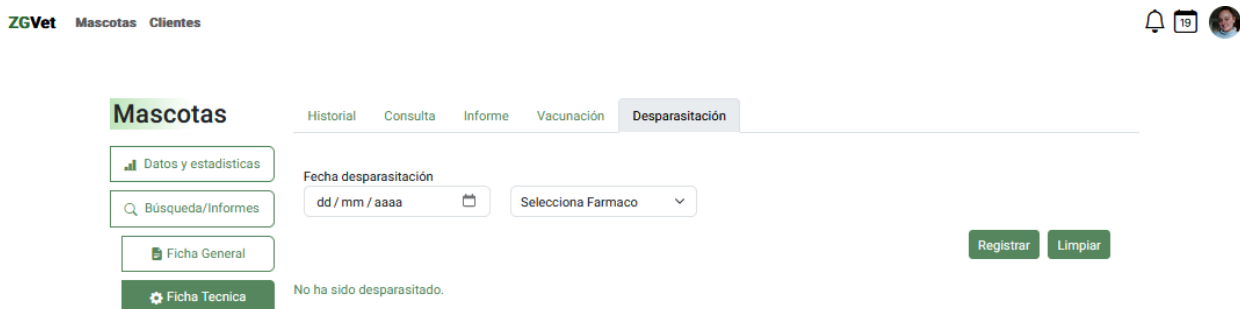 ZGVet Mascotas Clientes
19
Mascotas
Historial Consulta Informe Vacunación Desparasitación
Datos y estadisticas
Búsqueda/Informes
Ficha General
Ficha Tecnica
Fecha desparasitación
dd / mm / aaaa Selecciona Farmaco
Registrar Limpiar
No ha sido desparasitado.